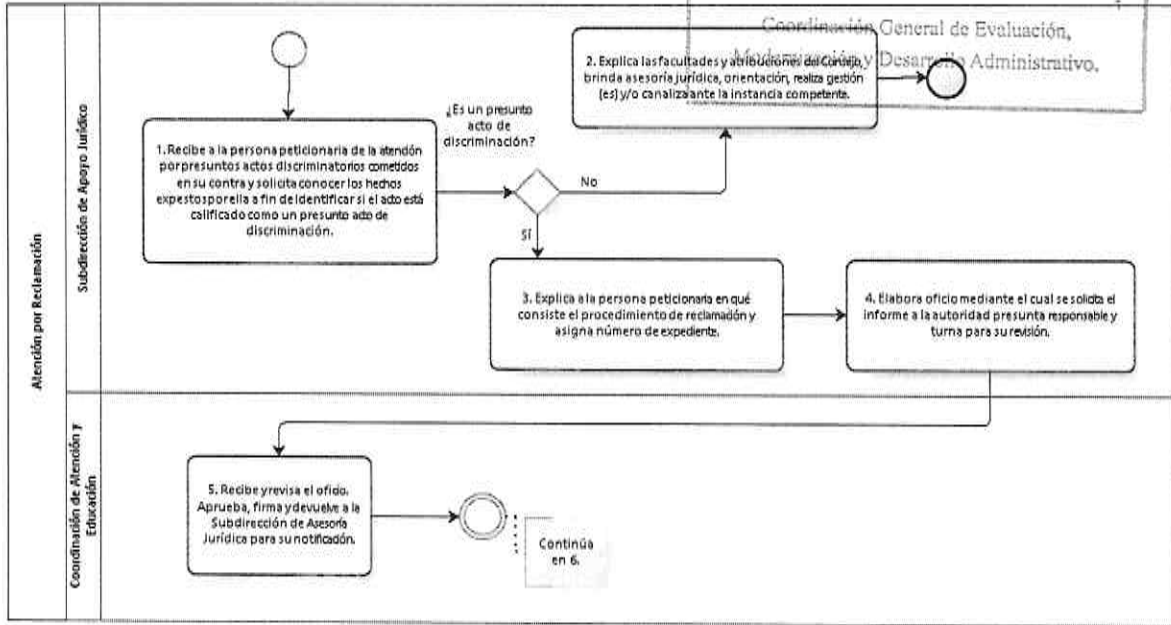 Coordinación General de Evaluación,
Modernización y Desarrollo Administrativo.
Atención por Reclamación
Subdirección de Apoyo Jurídico
1. Recibe a la persona peticionaria de la atención
por presuntos actos discriminatorios cometidos
en su contra y solicita conocer los hechos
expestos por ella a fin de identificar si el acto está
calificado como un presunto acto de
discriminación.
¿Es un presunto
acto de
discriminación?
No
Sí
2. Explica las facultades y atribuciones del Consejo,
brinda asesoría jurídica, orientación, realiza gestión
(es) y/o canaliza ante la instancia competente.
3. Explica a la persona peticionaria en qué
consiste el procedimiento de reclamación y
asigna número de expediente.
4. Elabora oficio mediante el cual se solicita el
informe a la autoridad presunta responsable y
turna para su revisión.
Coordinación de Atención y
Educación
5. Recibe y revisa el oficio.
Aprueba, firma y devuelve a la
Subdirección de Asesoría
Jurídica para su notificación.
Continúa
en 6.